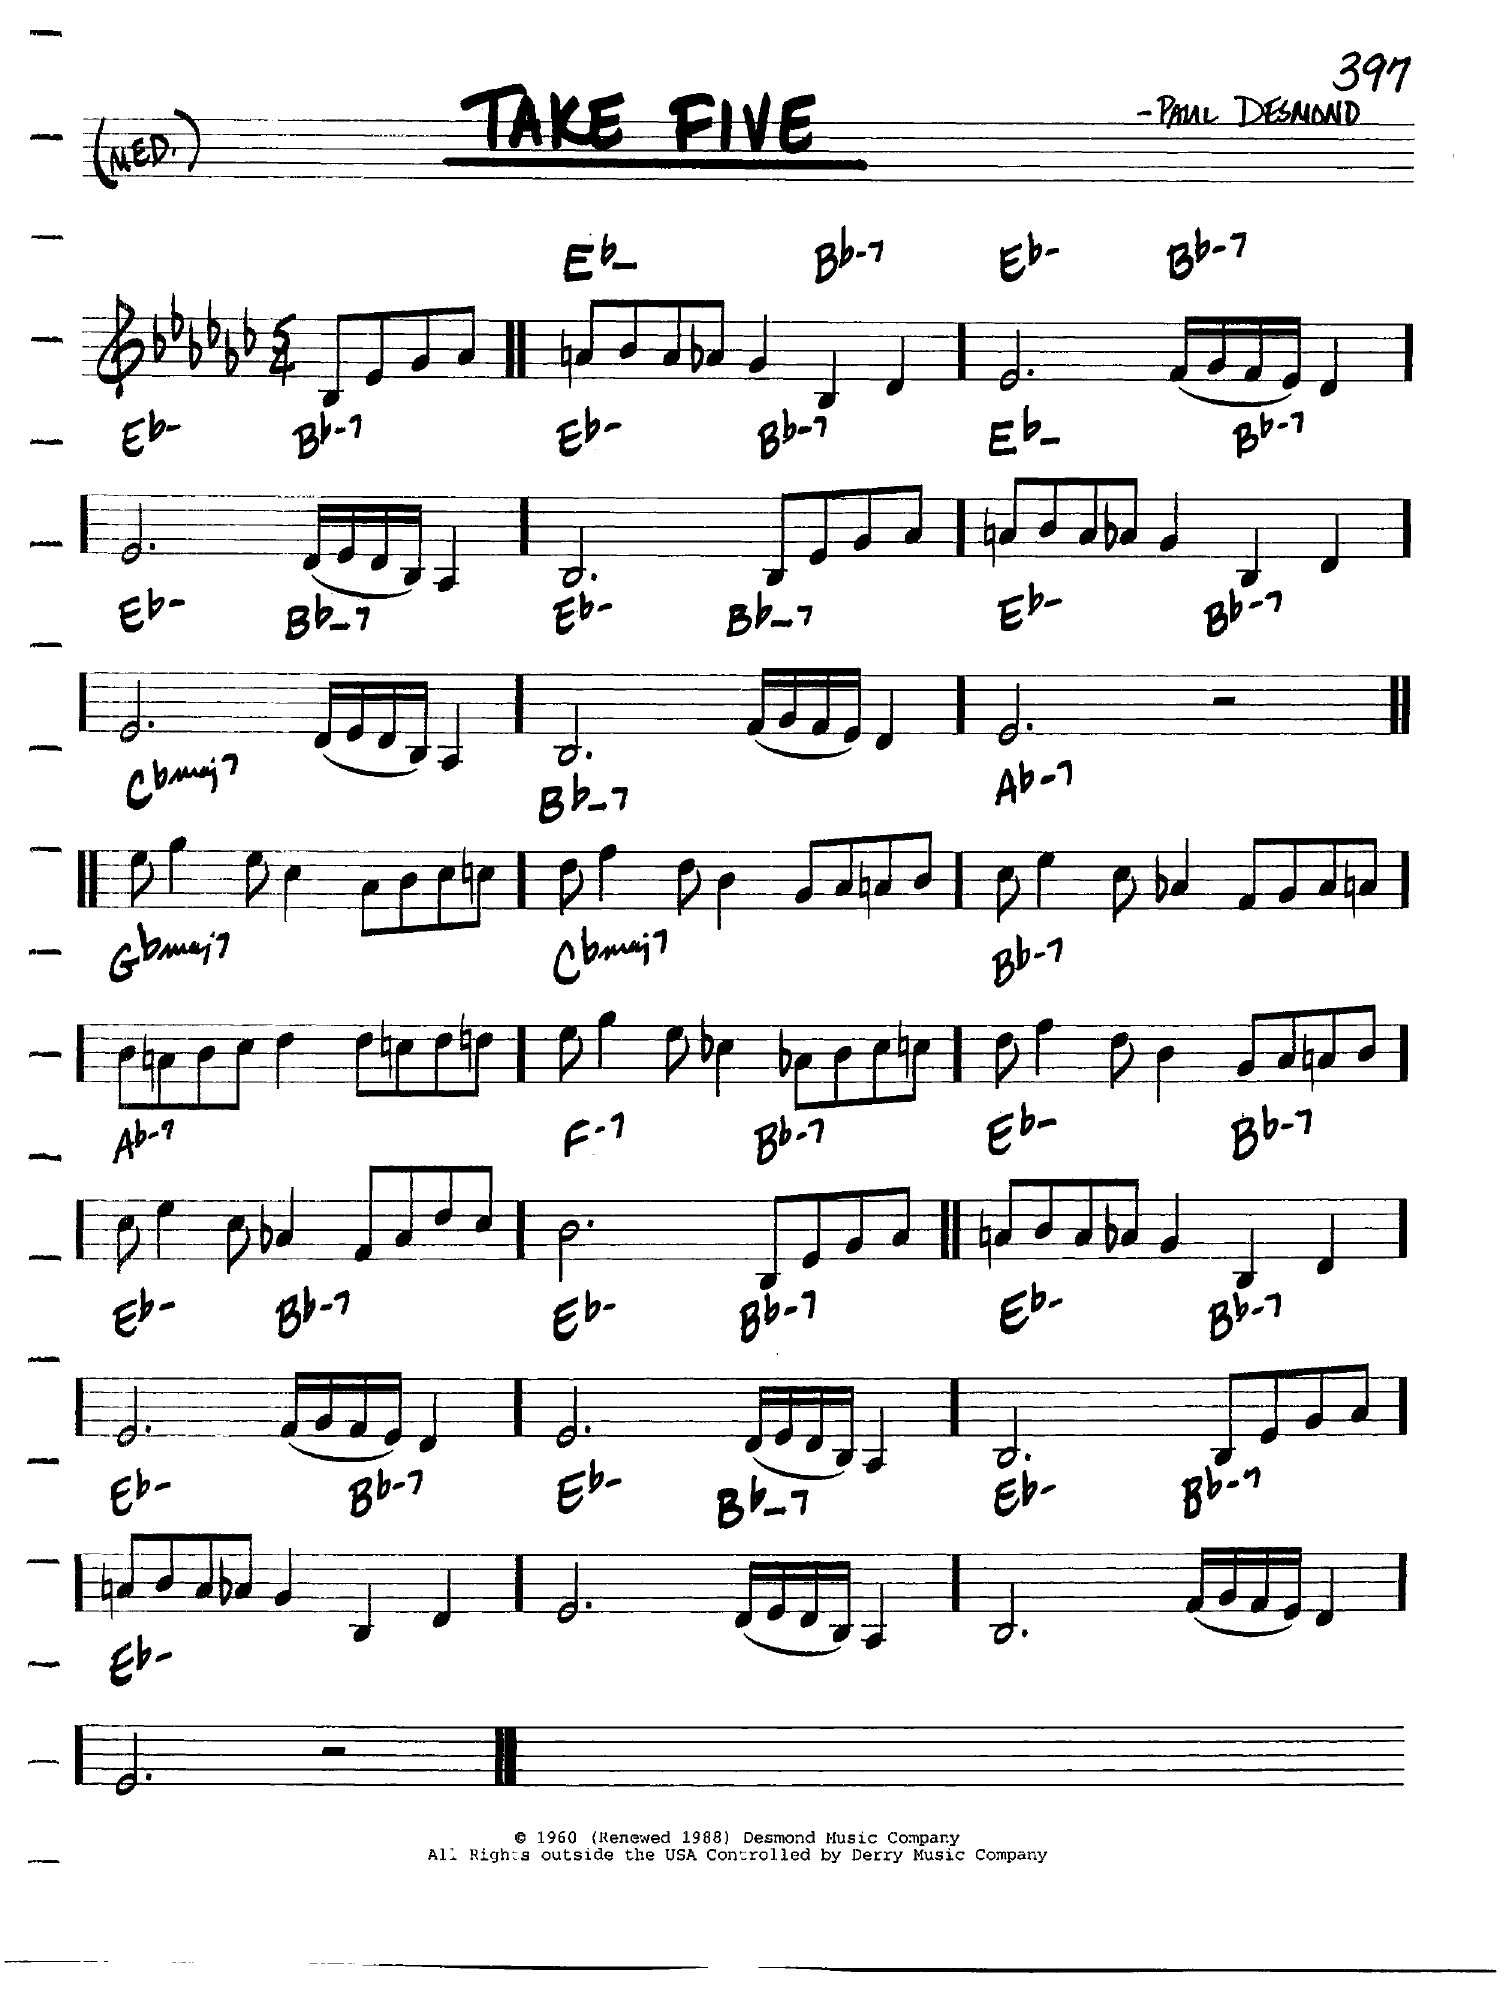 397
TAKE FIVE
-PAUL DESMOND
(MED.)
Eb- Bb-7 Eb- Bb-7
5
4
Eb- Bb-7 Eb- Bb-7 Eb- Bb-7
Eb- Bb-7 Eb- Bb-7 Eb- Bb-7
Cbmaj7 Bb-7 Ab-7
Gbmaj7 Cbmaj7 Bb-7
Ab-7 F-7 Bb-7 Eb- Bb-7
Eb- Bb-7 Eb- Bb-7 Eb- Bb-7
Eb- Bb-7 Eb- Bb-7 Eb- Bb-7
Eb-
© 1960 (Renewed 1988) Desmond Music Company
All Rights outside the USA Controlled by Derry Music Company